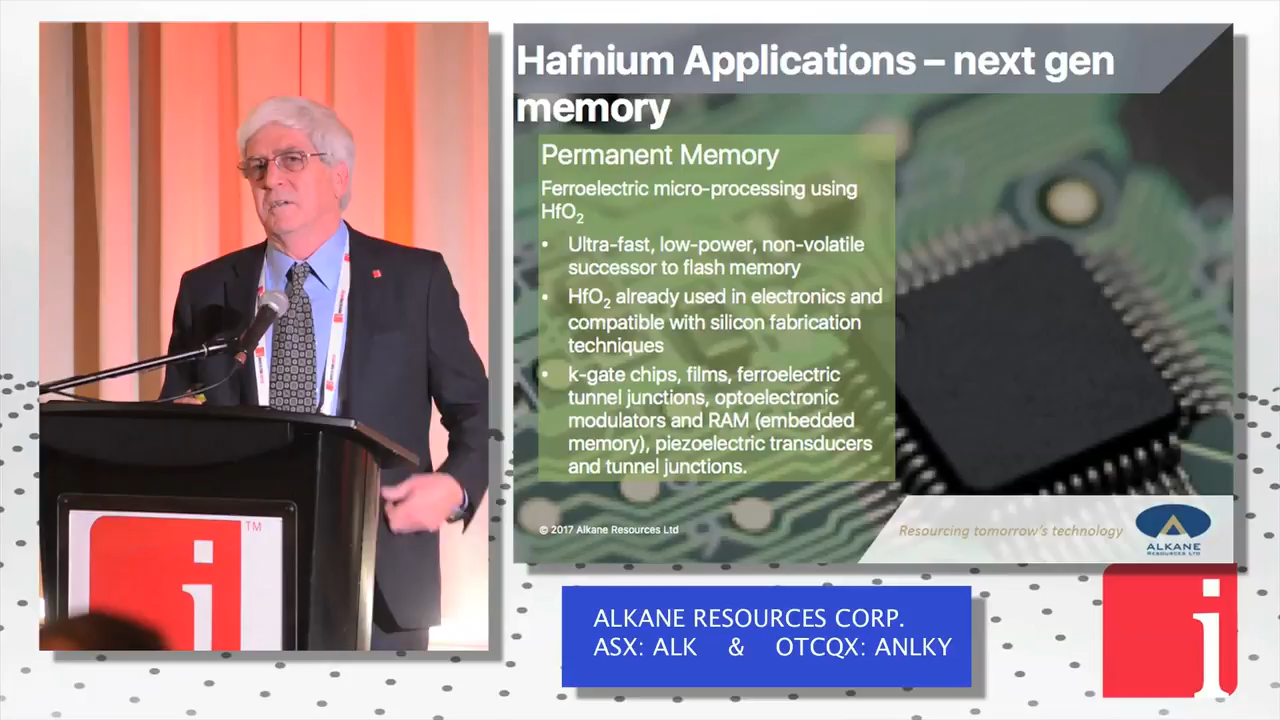 Hafnium Applications – next gen
memory
Permanent Memory
Ferroelectric micro-processing using
HfO₂
• Ultra-fast, low-power, non-volatile
successor to flash memory
• HfO₂ already used in electronics and
compatible with silicon fabrication
techniques
• k-gate chips, films, ferroelectric
tunnel junctions, optoelectronic
modulators and RAM (embedded
memory), piezoelectric transducers
and tunnel junctions.
© 2017 Alkane Resources Ltd
Resourcing tomorrow's technology
ALKANE
RESOURCES LTD
i TM
ALKANE RESOURCES CORP.
ASX: ALK & OTCQX: ANLKY
i